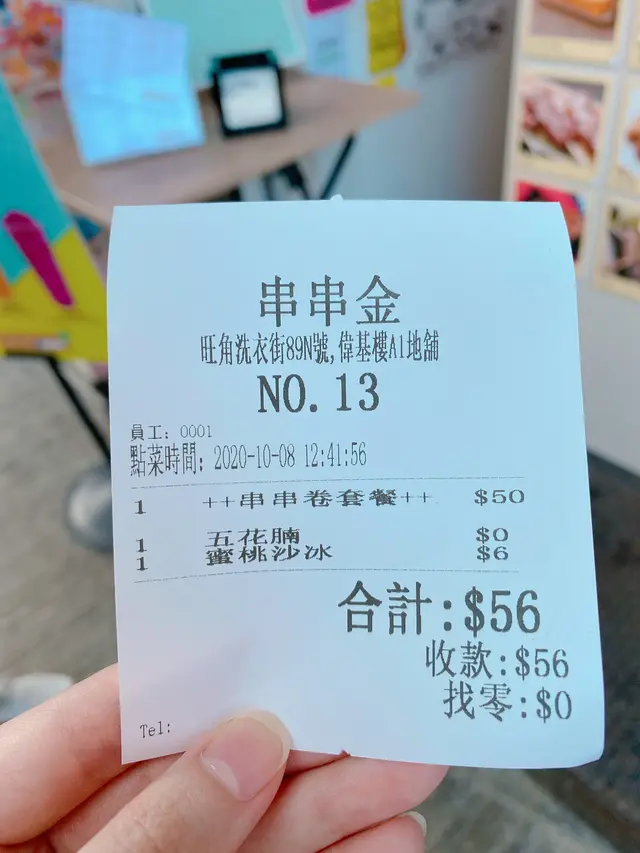 串串金
旺角洗衣街89N號,偉基樓A1地舖
NO. 13
員工: 0001
點菜時間: 2020-10-08 12:41:56
1 ++串串卷套餐++ $50
1 五花腩 $0
1 蜜桃沙冰 $6
合計:$56
收款:$56
找零:$0
Tel: